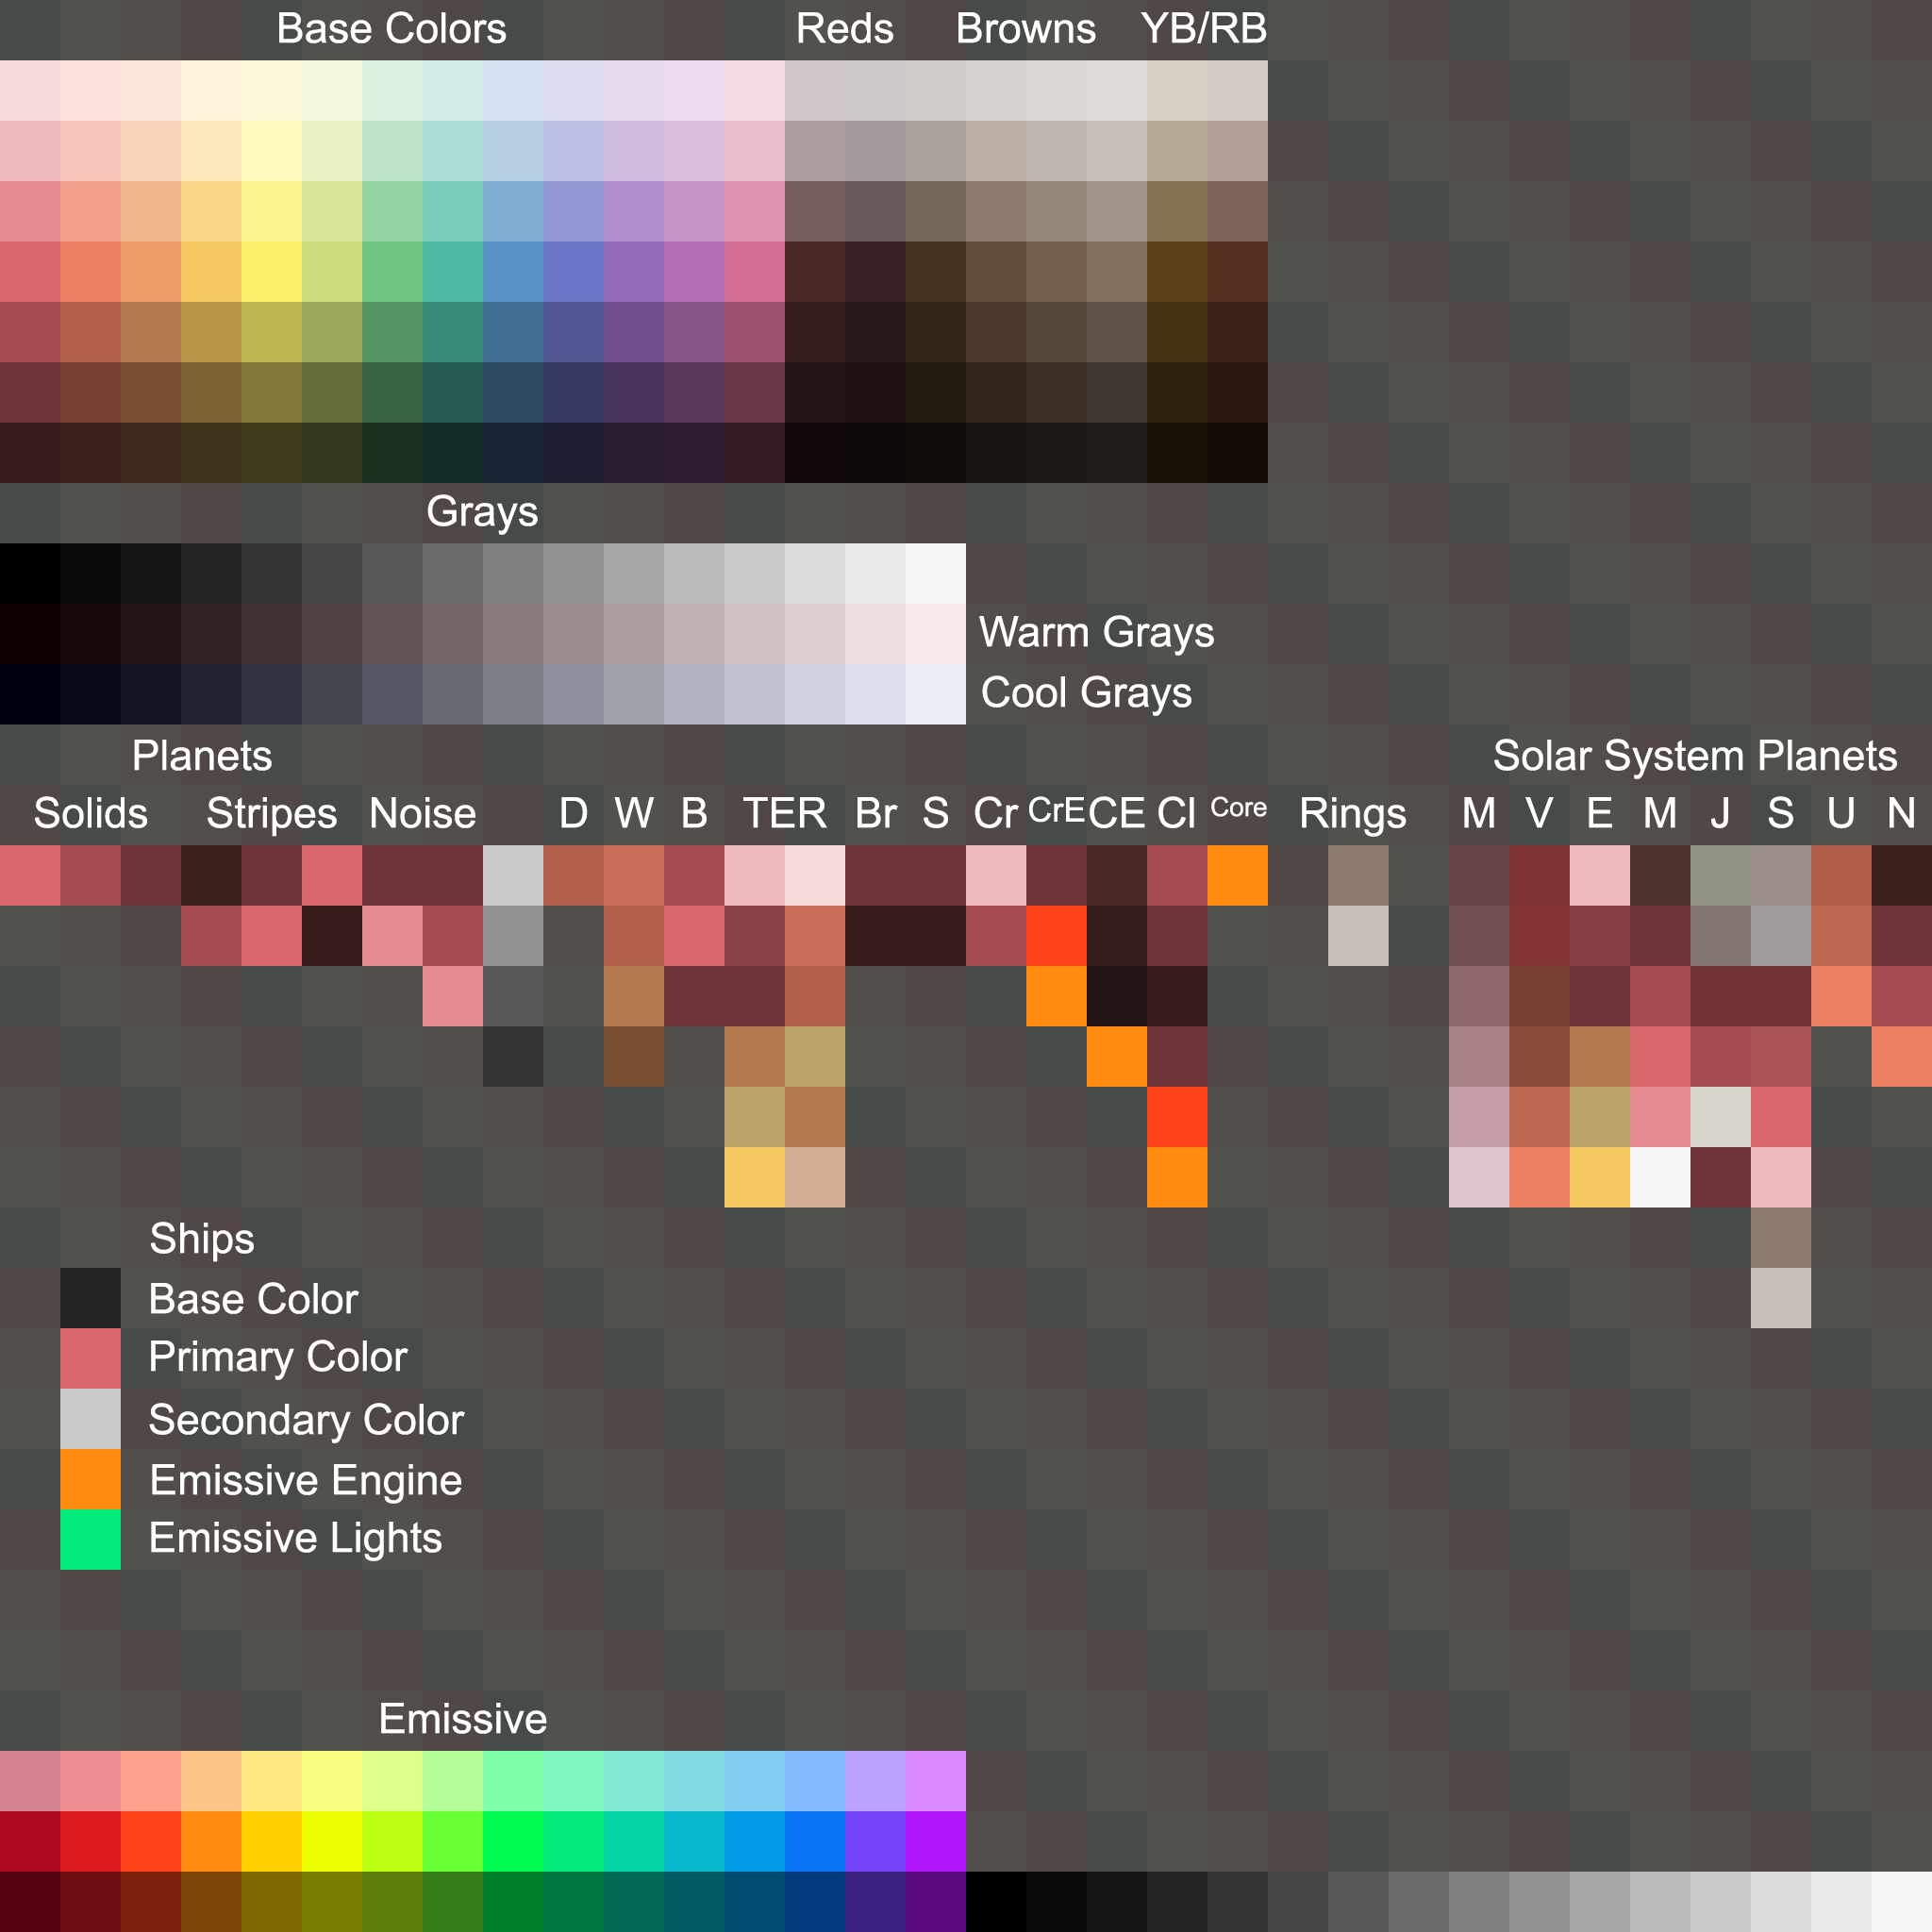 Base Colors Reds Browns YB/RB
Grays
Warm Grays
Cool Grays
Planets Solar System Planets
Solids Stripes Noise D W B TER Br S Cr CrE CE Cl Core Rings M V E M J S U N
Ships
Base Color
Primary Color
Secondary Color
Emissive Engine
Emissive Lights
Emissive